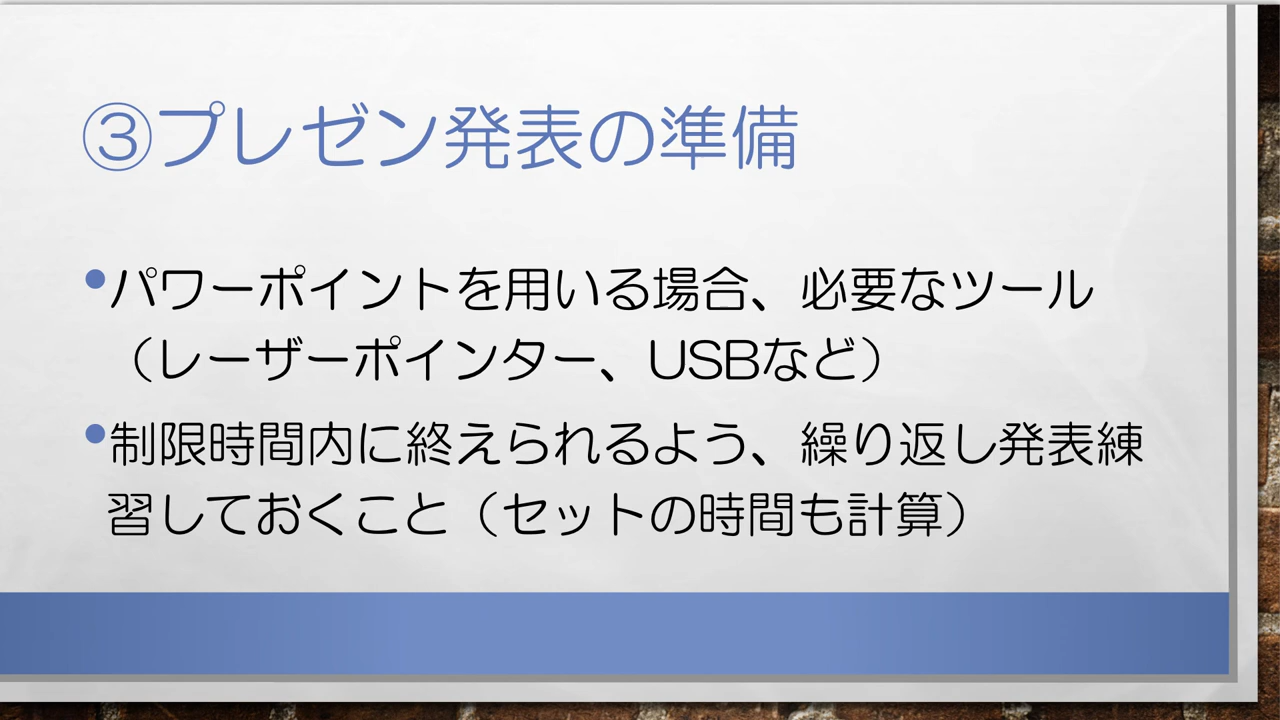 ③プレゼン発表の準備
•パワーポイントを用いる場合、必要なツール
（レーザーポインター、USBなど）
•制限時間内に終えられるよう、繰り返し発表練
習しておくこと（セットの時間も計算）